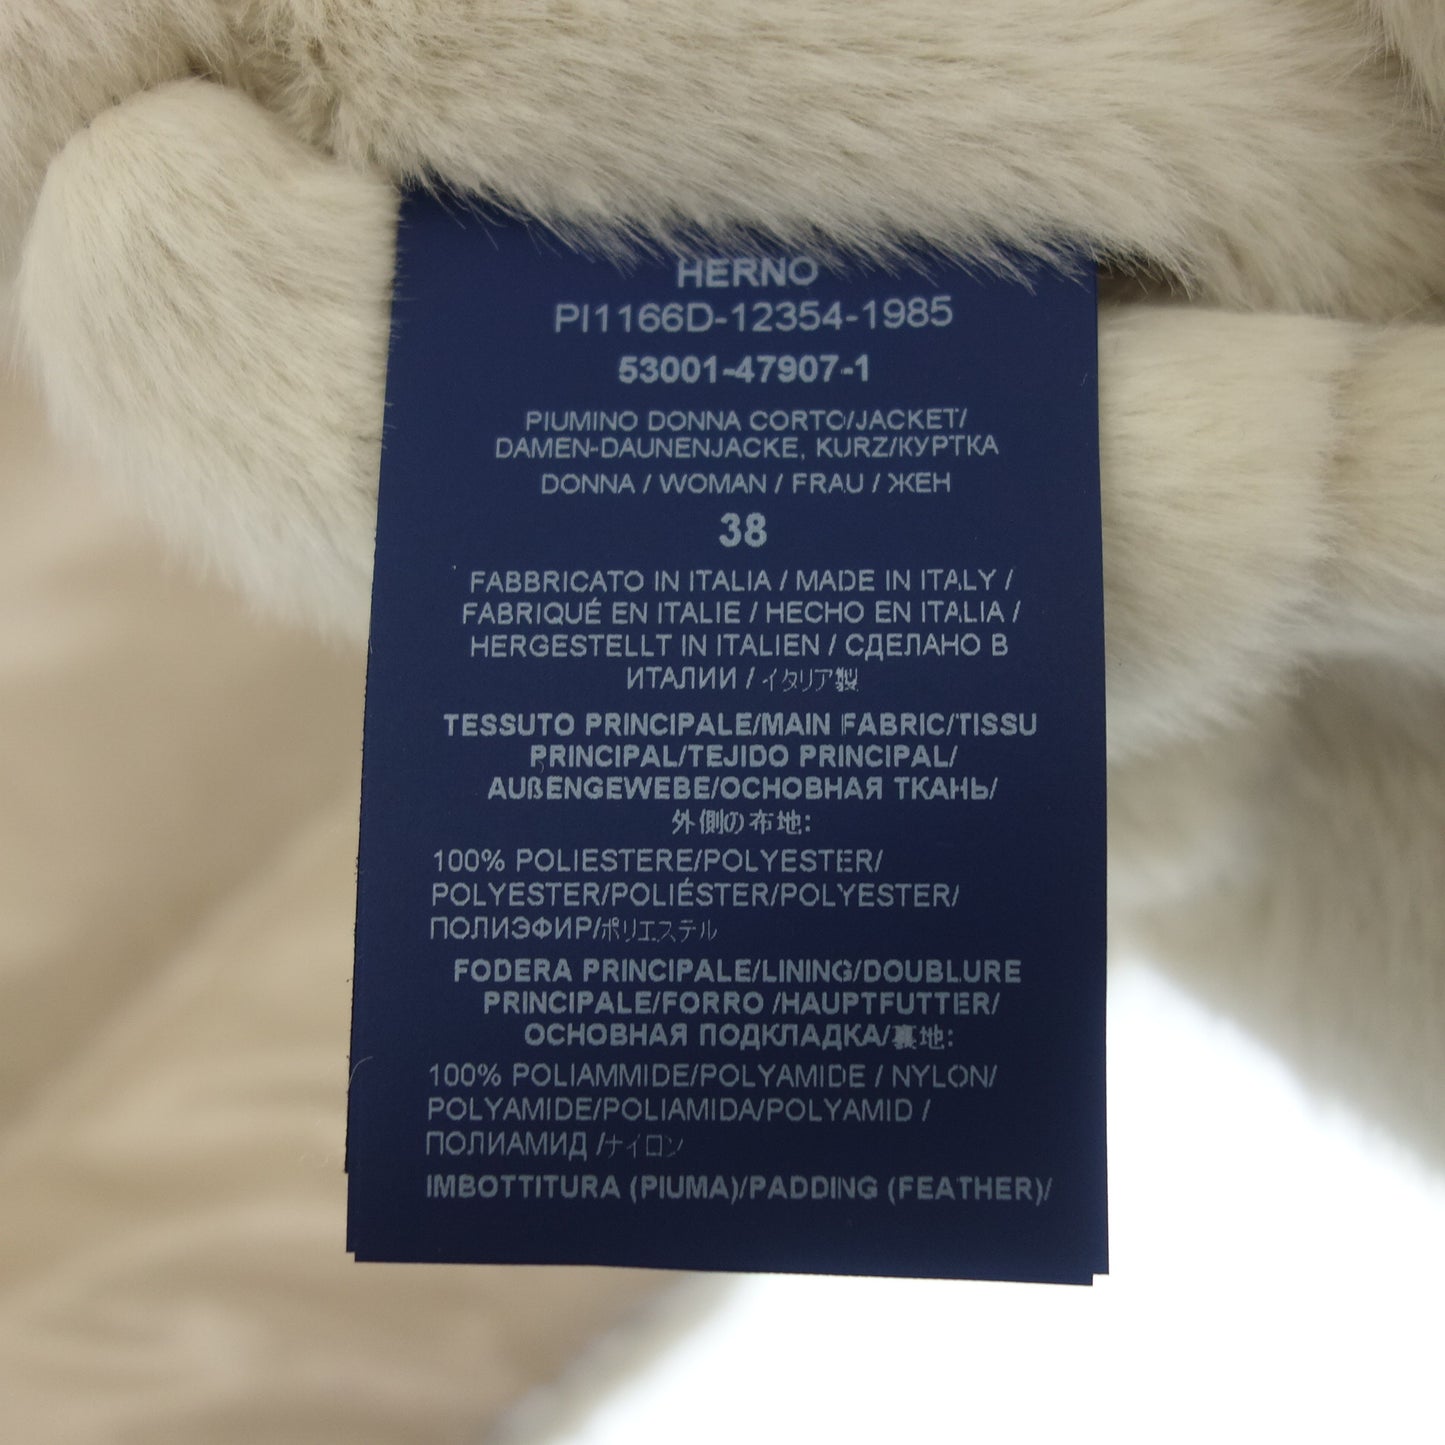 HERNO
PI1166D-12354-1985
53001-47907-1
PIUMINO DONNA CORTO/JACKET/
DAMEN-DAUNENJACKE, KURZ/КУРТКА
DONNA / WOMAN / FRAU / ЖЕН
38
FABBRICATO IN ITALIA / MADE IN ITALY /
FABRIQUÉ EN ITALIE / HECHO EN ITALIA /
HERGESTELLT IN ITALIEN / СДЕЛАНО В
ИТАЛИИ / イタリア製
TESSUTO PRINCIPALE/MAIN FABRIC/TISSU
PRINCIPAL/TEJIDO PRINCIPAL/
AUßENGEWEBE/ОСНОВНАЯ ТКАНЬ/
外側の布地:
100% POLIESTERE/POLYESTER/
POLYESTER/POLIÉSTER/POLYESTER/
ПОЛИЭФИР/ポリエステル
FODERA PRINCIPALE/LINING/DOUBLURE
PRINCIPALE/FORRO /HAUPTFUTTER/
ОСНОВНАЯ ПОДКЛАДКА/裏地:
100% POLIAMMIDE/POLYAMIDE / NYLON/
POLYAMIDE/POLIAMIDA/POLYAMID /
ПОЛИАМИД /ナイロン
IMBOTTITURA (PIUMA)/PADDING (FEATHER)/